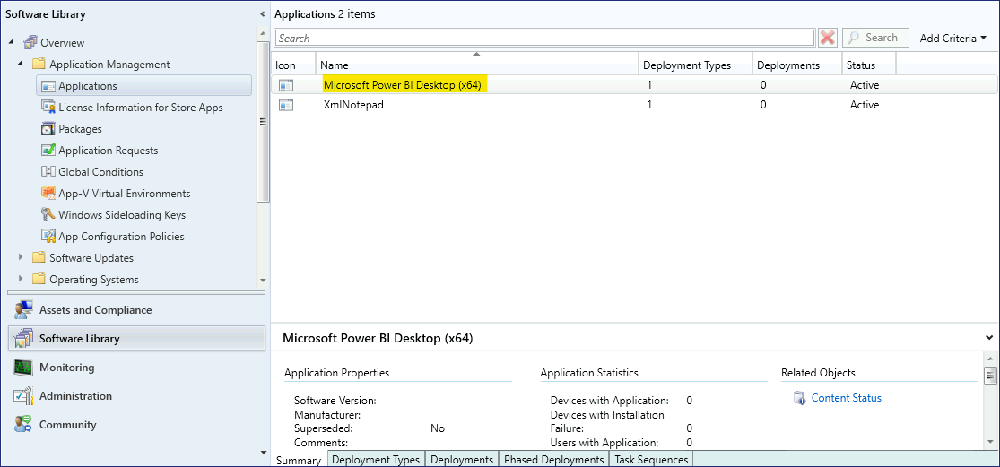 Software Library
Overview
Application Management
Applications
License Information for Store Apps
Packages
Application Requests
Global Conditions
App-V Virtual Environments
Windows Sideloading Keys
App Configuration Policies
Software Updates
Operating Systems
Assets and Compliance
Software Library
Monitoring
Administration
Community
Applications 2 items
Search Search Add Criteria
Icon Name Deployment Types Deployments Status
Microsoft Power BI Desktop (x64) 1 0 Active
XmlNotepad 1 0 Active
Microsoft Power BI Desktop (x64)
Application Properties
Software Version:
Manufacturer:
Superseded: No
Comments:
Application Statistics
Devices with Application: 0
Devices with Installation
Failure: 0
Users with Application: 0
Related Objects
Content Status
Summary Deployment Types Deployments Phased Deployments Task Sequences